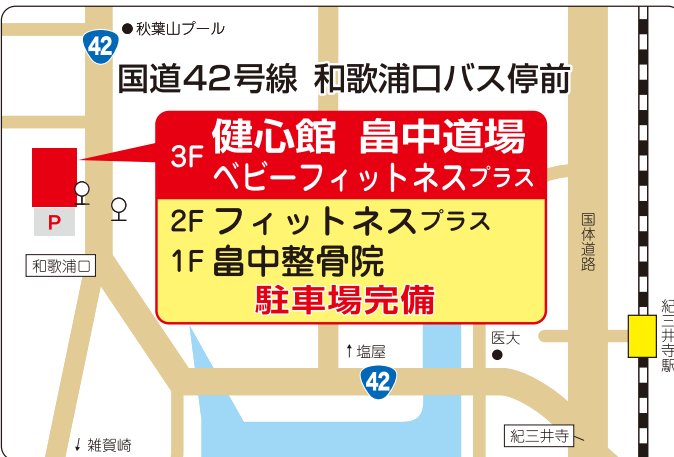 42
●秋葉山プール
国道42号線 和歌浦口バス停前
3F 健心館 畠中道場
ベビーフィットネスプラス
2F フィットネスプラス
1F 畠中整骨院
駐車場完備
P
和歌浦口
国体道路
紀三井寺駅
医大
↑塩屋
42
紀三井寺
↓雑賀崎